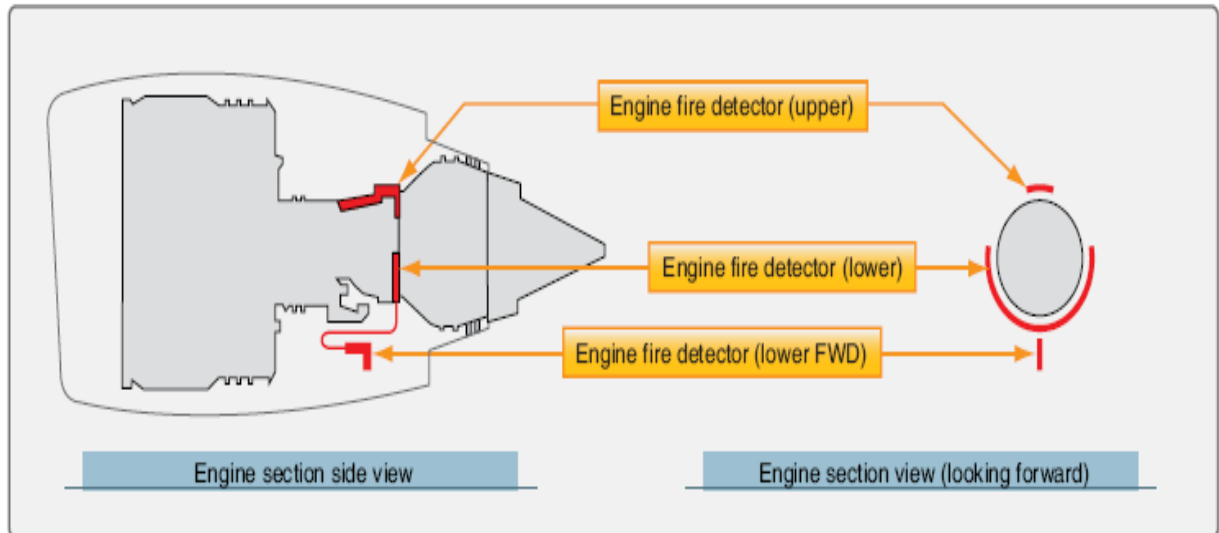 Engine fire detector (upper)
Engine fire detector (lower)
Engine fire detector (lower FWD)
Engine section side view
Engine section view (looking forward)